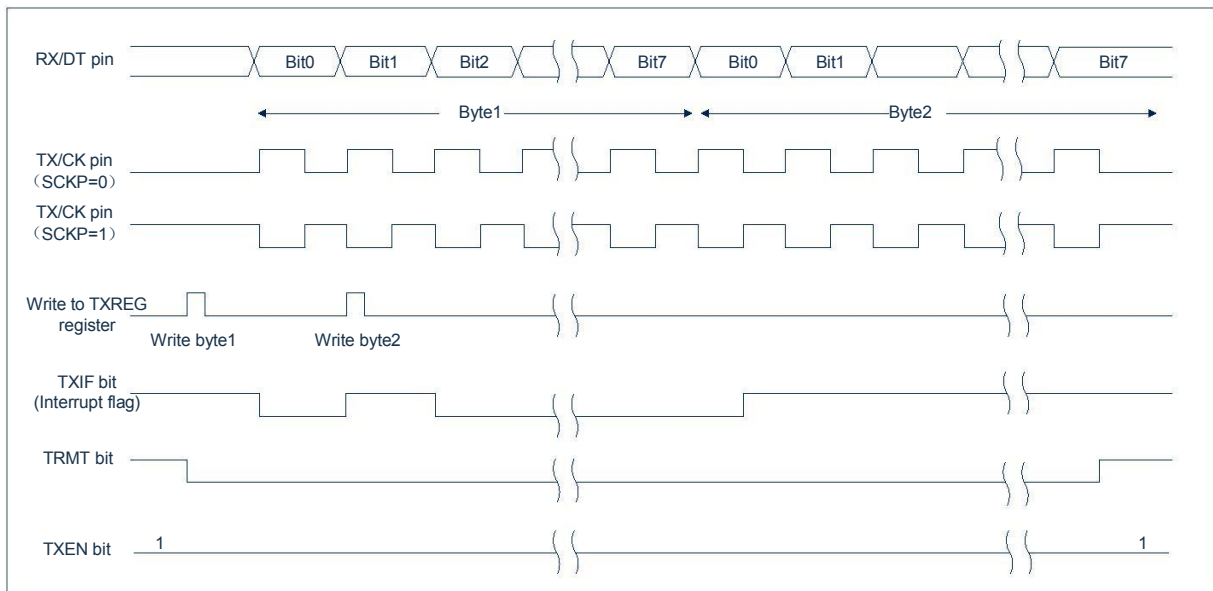 RX/DT pin
Bit0 Bit1 Bit2 Bit7 Bit0 Bit1 Bit7
Byte1 Byte2
TX/CK pin
（SCKP=0）
TX/CK pin
（SCKP=1）
Write to TXREG
register
Write byte1 Write byte2
TXIF bit
(Interrupt flag)
TRMT bit
TXEN bit 1 1